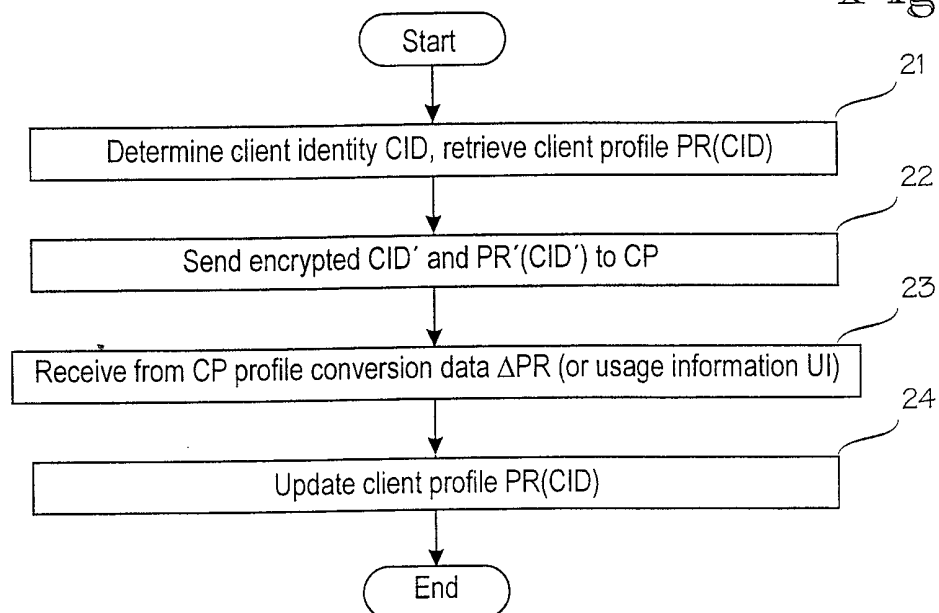 Start
21
Determine client identity CID, retrieve client profile PR(CID)
22
Send encrypted CID´ and PR´(CID´) to CP
23
Receive from CP profile conversion data ΔPR (or usage information UI)
24
Update client profile PR(CID)
End